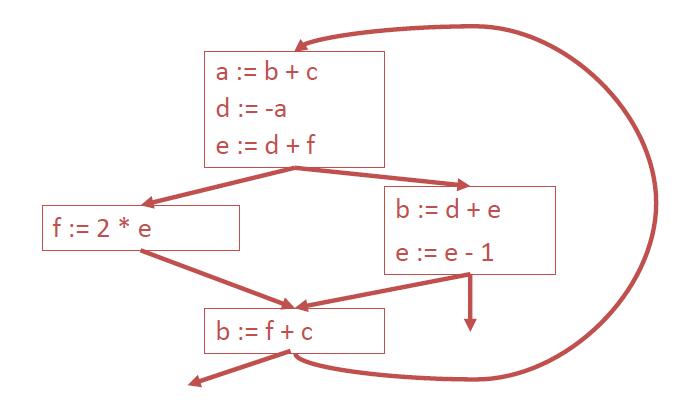 a := b + c
d := -a
e := d + f
f := 2 * e
b := d + e
e := e - 1
b := f + c